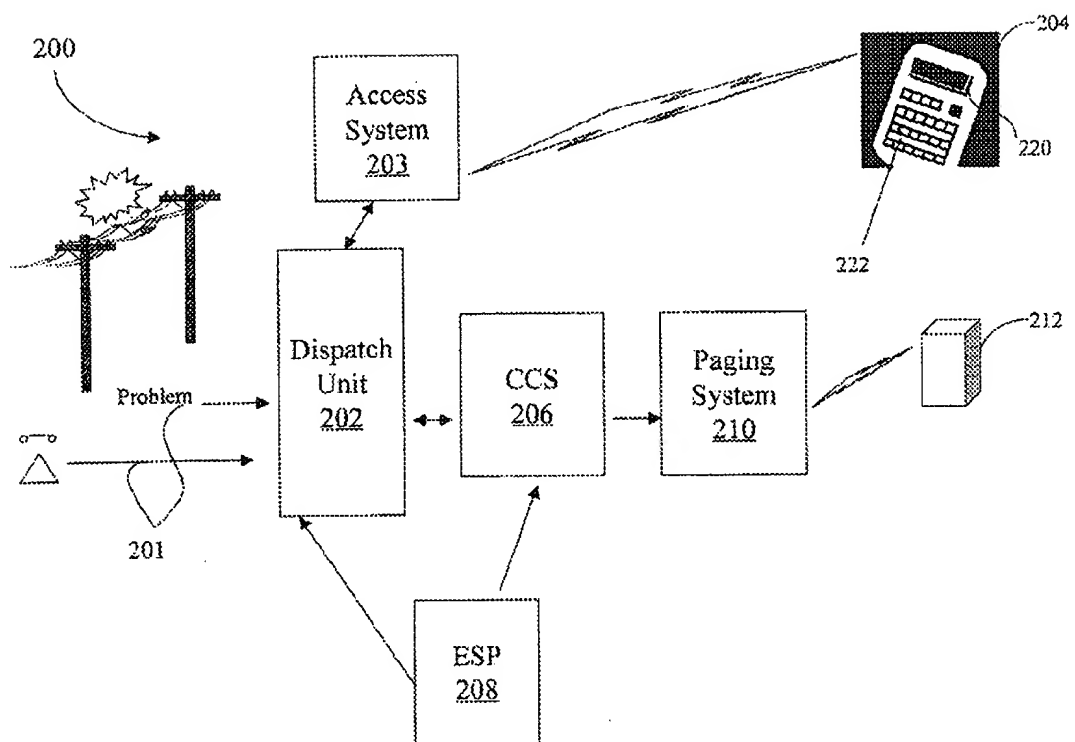 200
Access
System
203
204
220
222
Problem
201
Dispatch
Unit
202
CCS
206
Paging
System
210
212
ESP
208